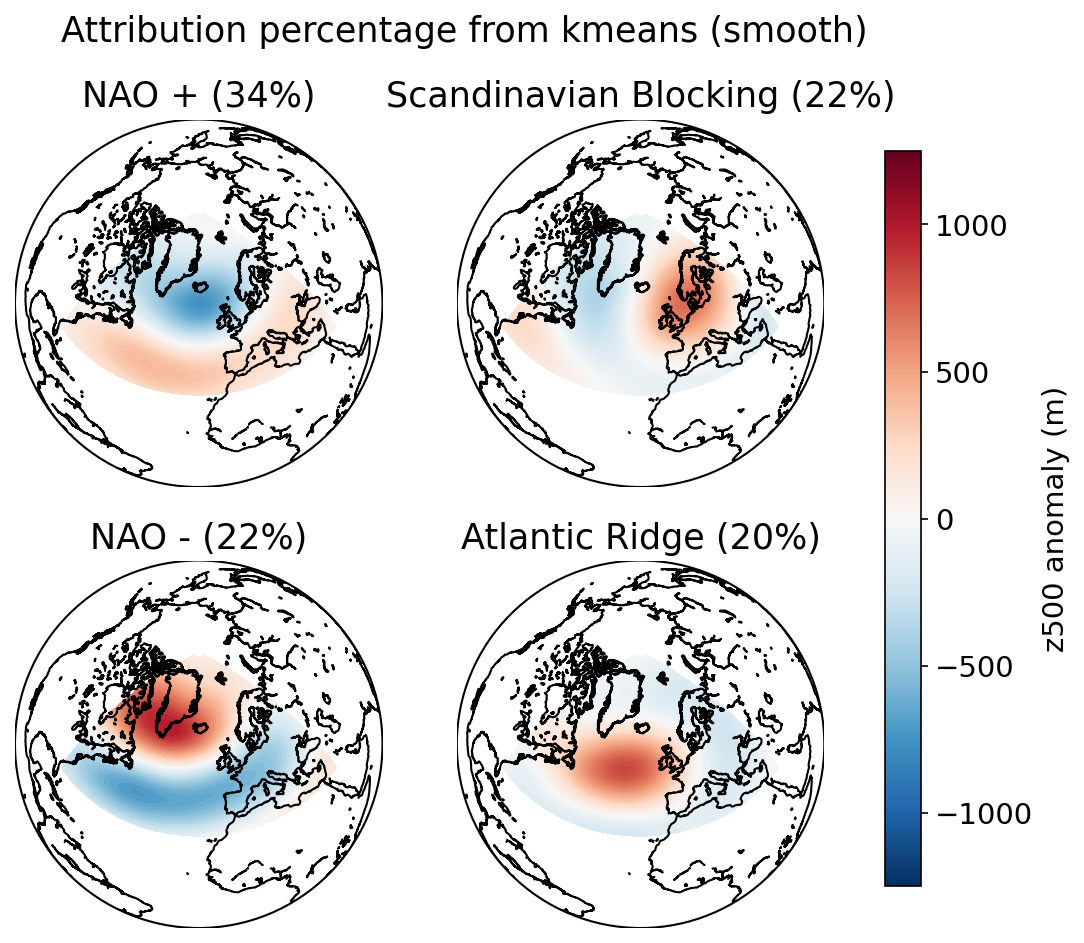 Attribution percentage from kmeans (smooth)
NAO + (34%)
Scandinavian Blocking (22%)
NAO - (22%)
Atlantic Ridge (20%)
1000
500
0
−500
−1000
z500 anomaly (m)